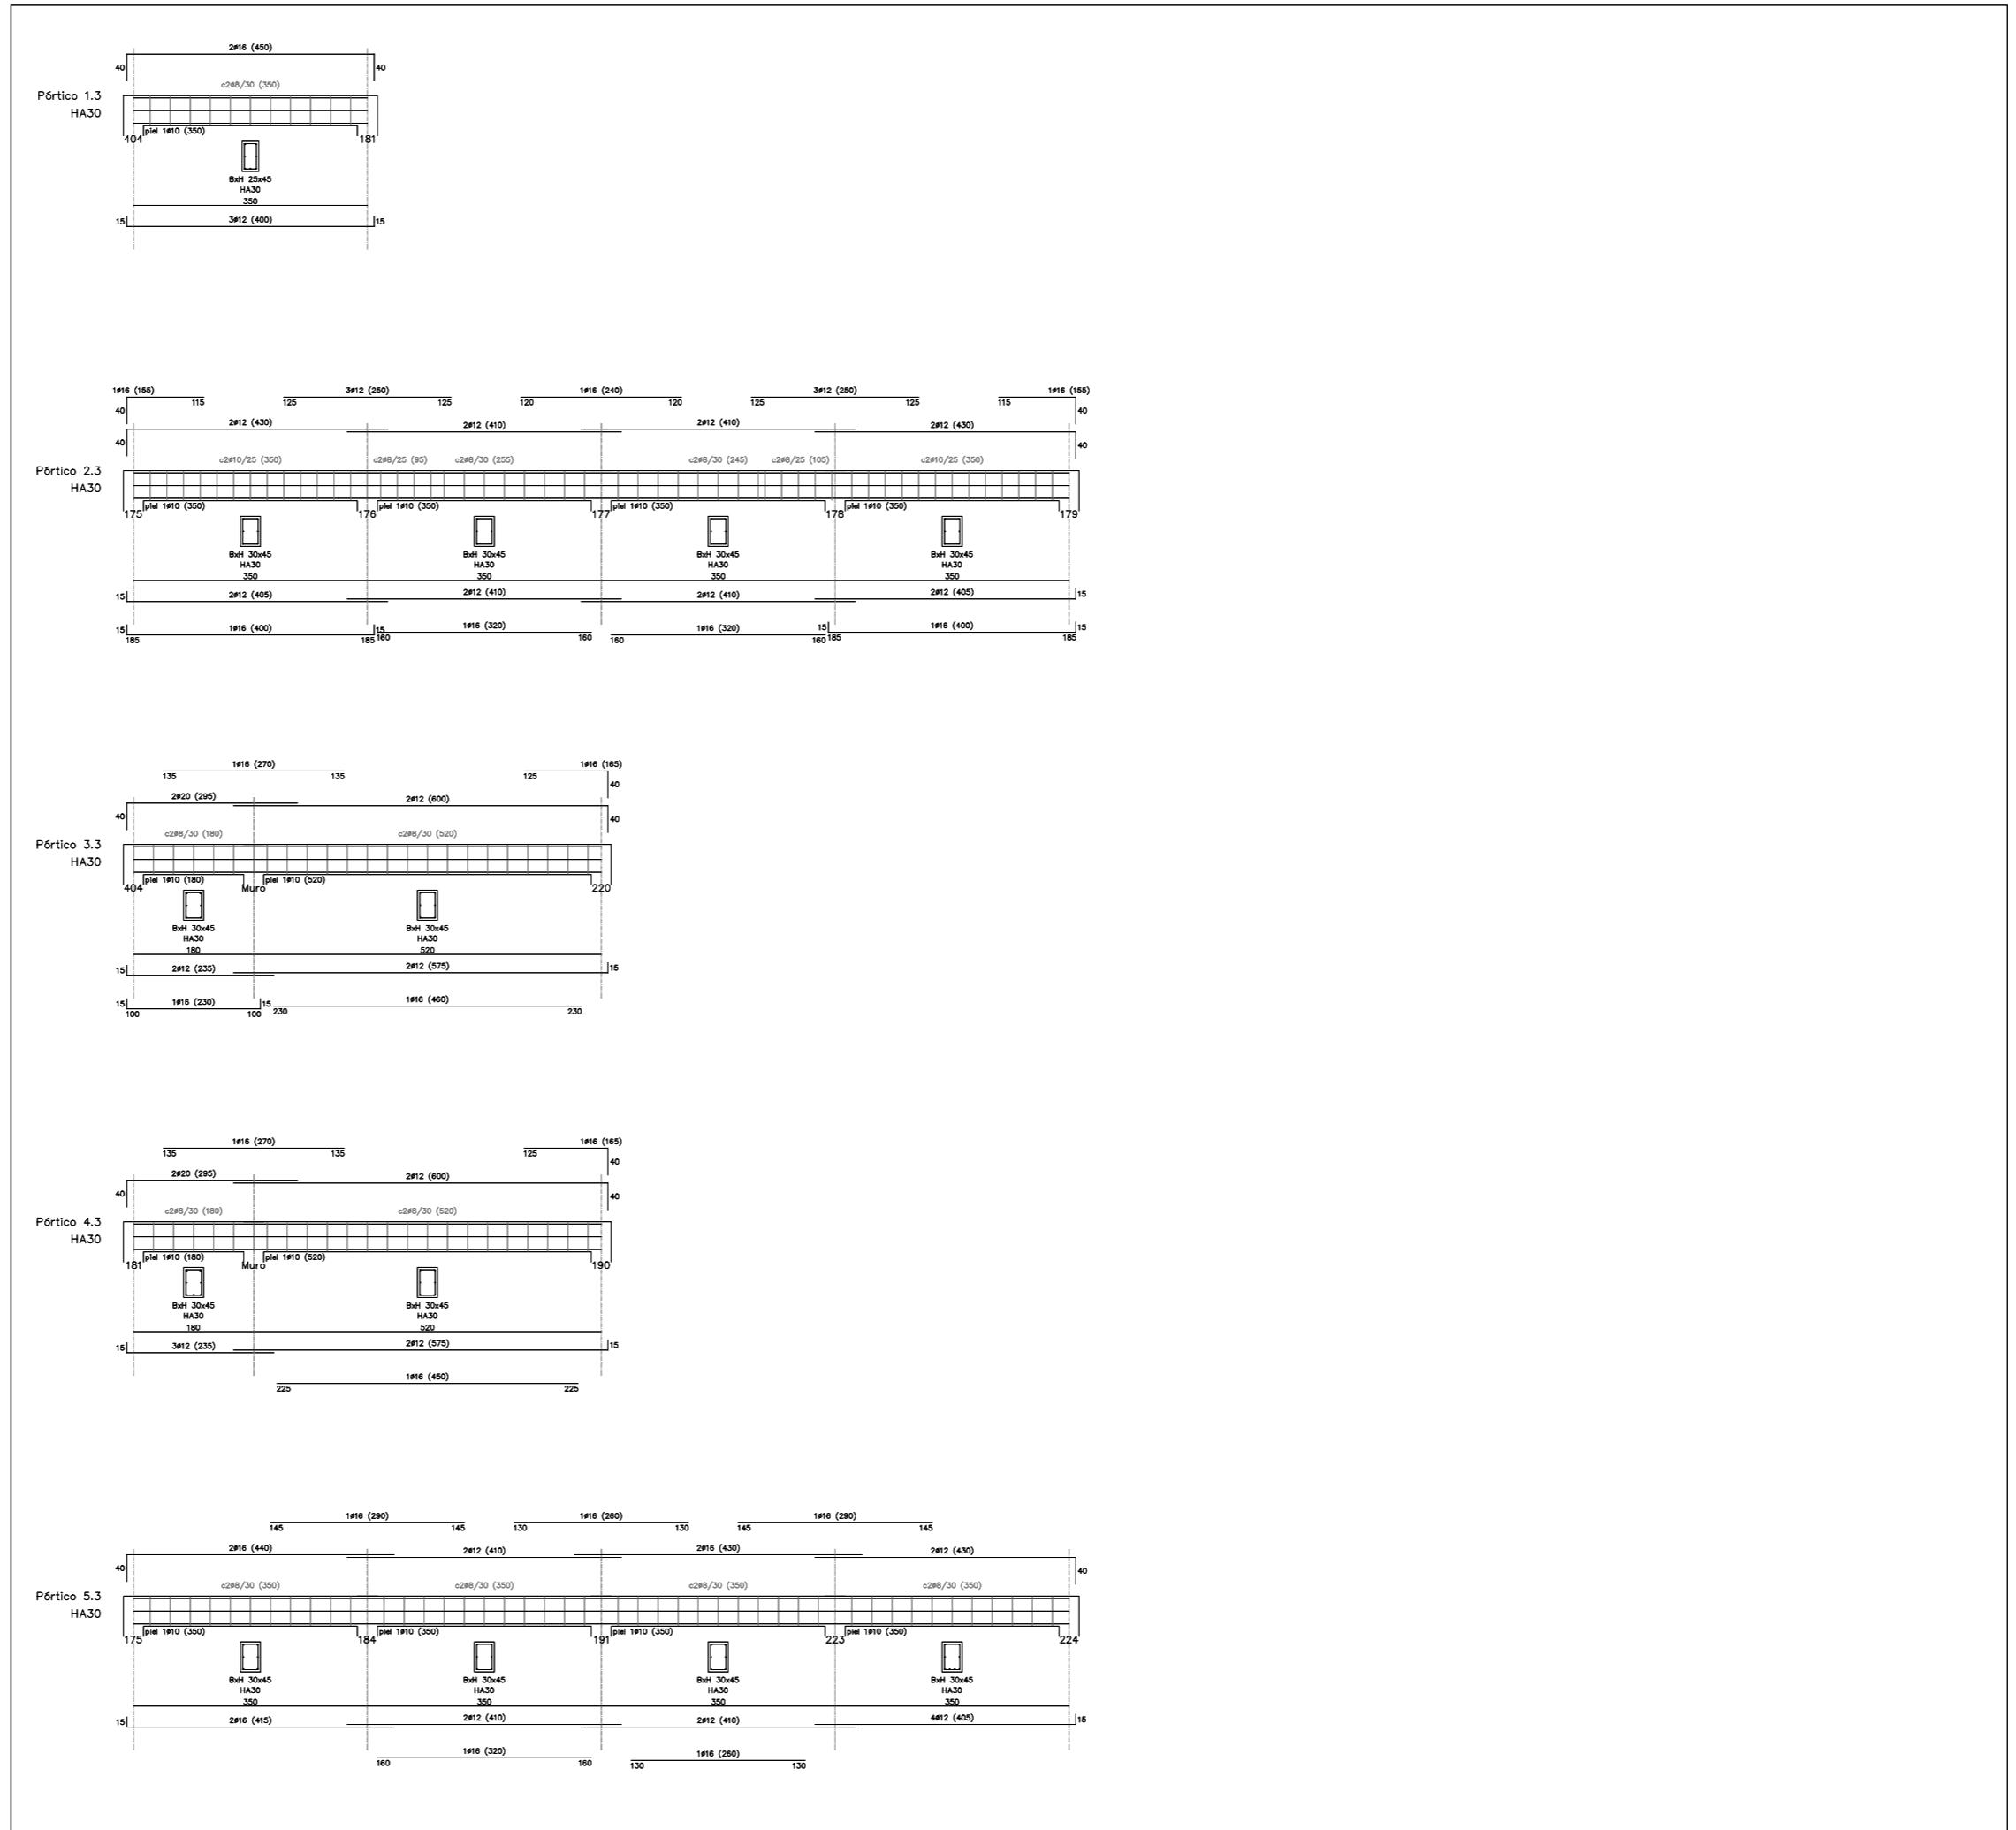 2ø16 (450)
40 40
c2ø8/30 (350)
Pórtico 1.3
HA30
piel 1ø10 (350)
404 181
BxH 25x45
HA30
350
15 3ø12 (400) 15
1ø16 (155) 3ø12 (250) 1ø16 (240) 3ø12 (250) 1ø16 (155)
115 125 125 120 120 125 125 115
40 40
2ø12 (430) 2ø12 (410) 2ø12 (410) 2ø12 (430)
40 40
c2ø10/25 (350) c2ø8/25 (95) c2ø8/30 (255) c2ø8/30 (245) c2ø8/25 (105) c2ø10/25 (350)
Pórtico 2.3
HA30
piel 1ø10 (350) piel 1ø10 (350) piel 1ø10 (350) piel 1ø10 (350)
175 176 177 178 179
BxH 30x45 BxH 30x45 BxH 30x45 BxH 30x45
HA30 HA30 HA30 HA30
350 350 350 350
15 2ø12 (405) 2ø12 (410) 2ø12 (410) 2ø12 (405) 15
15 1ø16 (400) 15 1ø16 (320) 1ø16 (320) 15 1ø16 (400) 15
185 185 160 160 160 160 185 185
1ø16 (270) 1ø16 (165)
135 135 125
40
2ø20 (295) 2ø12 (600)
40 40
c2ø8/30 (180) c2ø8/30 (520)
Pórtico 3.3
HA30
piel 1ø10 (180) piel 1ø10 (520)
404 Muro 220
BxH 30x45 BxH 30x45
HA30 HA30
180 520
15 2ø12 (235) 2ø12 (575) 15
15 1ø16 (230) 15 1ø16 (460)
100 100 230 230
1ø16 (270) 1ø16 (165)
135 135 125
40
2ø20 (295) 2ø12 (600)
40 40
c2ø8/30 (180) c2ø8/30 (520)
Pórtico 4.3
HA30
piel 1ø10 (180) piel 1ø10 (520)
181 Muro 190
BxH 30x45 BxH 30x45
HA30 HA30
180 520
15 3ø12 (235) 2ø12 (575) 15
1ø16 (450)
225 225
1ø16 (290) 1ø16 (260) 1ø16 (290)
145 145 130 130 145 145
2ø16 (440) 2ø12 (410) 2ø16 (430) 2ø12 (430)
40 40
c2ø8/30 (350) c2ø8/30 (350) c2ø8/30 (350) c2ø8/30 (350)
Pórtico 5.3
HA30
piel 1ø10 (350) piel 1ø10 (350) piel 1ø10 (350) piel 1ø10 (350)
175 184 191 223 224
BxH 30x45 BxH 30x45 BxH 30x45 BxH 30x45
HA30 HA30 HA30 HA30
350 350 350 350
15 2ø16 (415) 2ø12 (410) 2ø12 (410) 4ø12 (405) 15
1ø16 (320) 1ø16 (260)
160 160 130 130